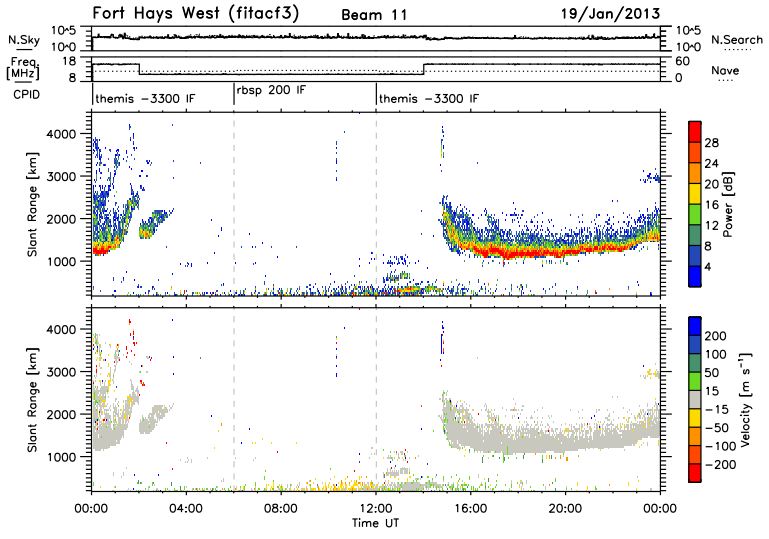 Fort Hays West (fitacf3) Beam 11 19/Jan/2013
N.Sky 10^5 10^0 10^5 10^0 N.Search
Freq. [MHz] 18 8 60 0 Nave
CPID themis -3300 IF rbsp 200 IF themis -3300 IF
Slant Range [km] 4000 3000 2000 1000
28 24 20 16 12 8 4 Power [dB]
Slant Range [km] 4000 3000 2000 1000
200 100 50 15 -15 -50 -100 -200 Velocity [m s^-1]
00:00 04:00 08:00 12:00 16:00 20:00 00:00
Time UT